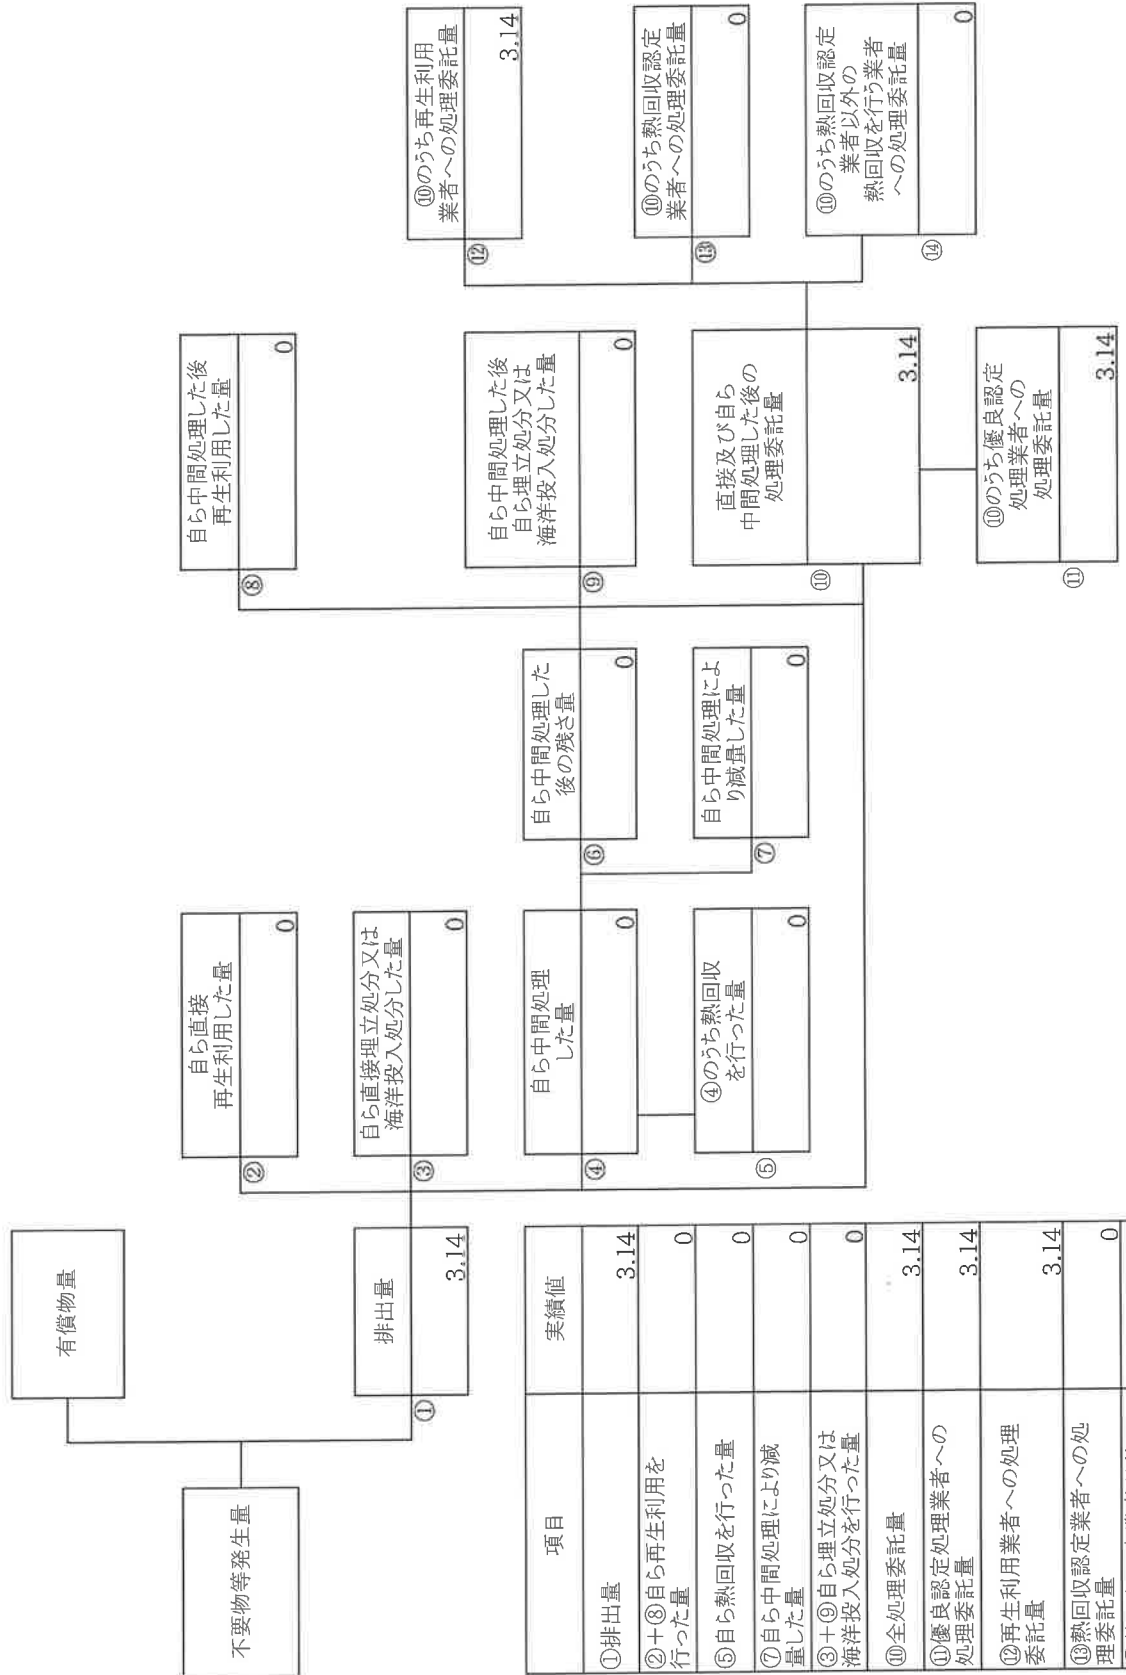 不要物等発生量
有償物量
①
排出量
3.14
②
自ら直接
再生利用した量
0
③
自ら直接埋立処分又は
海洋投入処分した量
0
④
自ら中間処理
した量
0
⑤
④のうち熱回収
を行った量
0
⑥
自ら中間処理した
後の残さ量
0
⑦
自ら中間処理によ
り減量した量
0
⑧
自ら中間処理した後
再生利用した量
0
⑨
自ら中間処理した後
自ら埋立処分又は
海洋投入処分した量
0
⑩
直接及び自ら
中間処理した後の
処理委託量
3.14
⑪
⑩のうち優良認定
処理業者への
処理委託量
3.14
⑫
⑩のうち再生利用
業者への処理委託量
3.14
⑬
⑩のうち熱回収認定
業者への処理委託量
0
⑭
⑩のうち熱回収認定
業者以外の
熱回収を行う業者
への処理委託量
0
項目 実績値
①排出量 3.14
②+⑧自ら再生利用を
行った量 0
⑤自ら熱回収を行った量 0
⑦自ら中間処理により減
量した量 0
③+⑨自ら埋立処分又は
海洋投入処分を行った量 0
⑩全処理委託量 3.14
⑪優良認定処理業者への
処理委託量 3.14
⑫再生利用業者への処理
委託量 3.14
⑬熱回収認定業者への処
理委託量 0